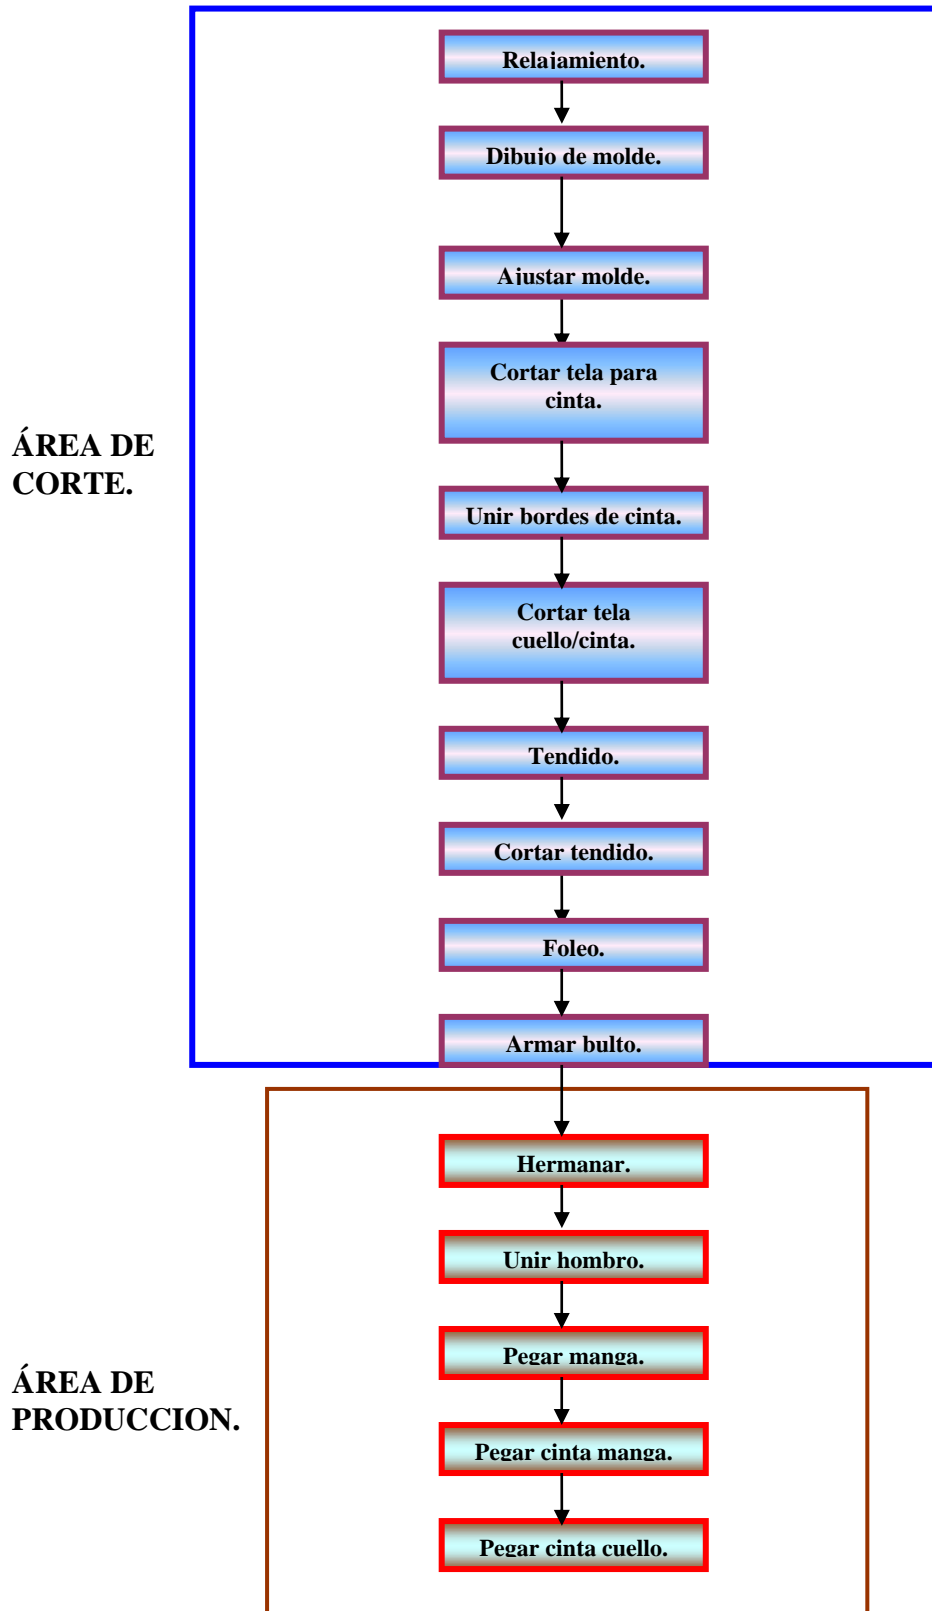 Relajamiento.
Dibujo de molde.
Ajustar molde.
Cortar tela para
cinta.
ÁREA DE
CORTE.
Unir bordes de cinta.
Cortar tela
cuello/cinta.
Tendido.
Cortar tendido.
Foleo.
Armar bulto.
Hermanar.
Unir hombro.
Pegar manga.
ÁREA DE
PRODUCCION.
Pegar cinta manga.
Pegar cinta cuello.